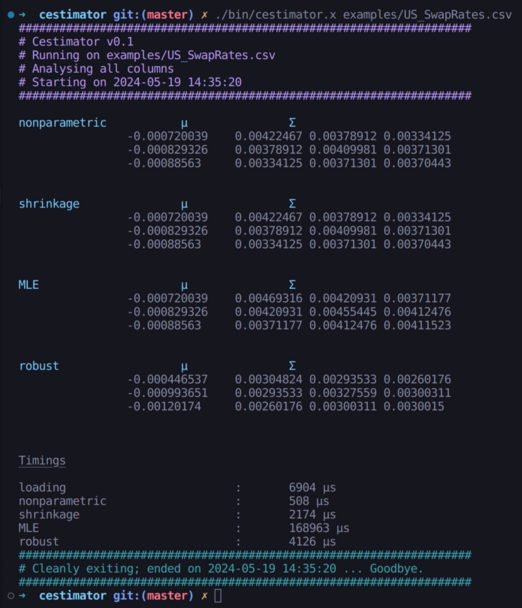 ➜ cestimator git:(master) ✗ ./bin/cestimator.x examples/US_SwapRates.csv
###################################################################
# Cestimator v0.1
# Running on examples/US_SwapRates.csv
# Analysing all columns
# Starting on 2024-05-19 14:35:20
###################################################################
nonparametric μ Σ
-0.000720039 0.00422467 0.00378912 0.00334125
-0.000829326 0.00378912 0.00409981 0.00371301
-0.00088563 0.00334125 0.00371301 0.00370443
shrinkage μ Σ
-0.000720039 0.00422467 0.00378912 0.00334125
-0.000829326 0.00378912 0.00409981 0.00371301
-0.00088563 0.00334125 0.00371301 0.00370443
MLE μ Σ
-0.000720039 0.00469316 0.00420931 0.00371177
-0.000829326 0.00420931 0.00455445 0.00412476
-0.00088563 0.00371177 0.00412476 0.00411523
robust μ Σ
-0.000446537 0.00304824 0.00293533 0.00260176
-0.000993651 0.00293533 0.00327559 0.00300311
-0.00120174 0.00260176 0.00300311 0.0030015
Timings
loading : 6904 μs
nonparametric : 508 μs
shrinkage : 2174 μs
MLE : 168963 μs
robust : 4126 μs
###################################################################
# Cleanly exiting; ended on 2024-05-19 14:35:20 ... Goodbye.
###################################################################
➜ cestimator git:(master) ✗